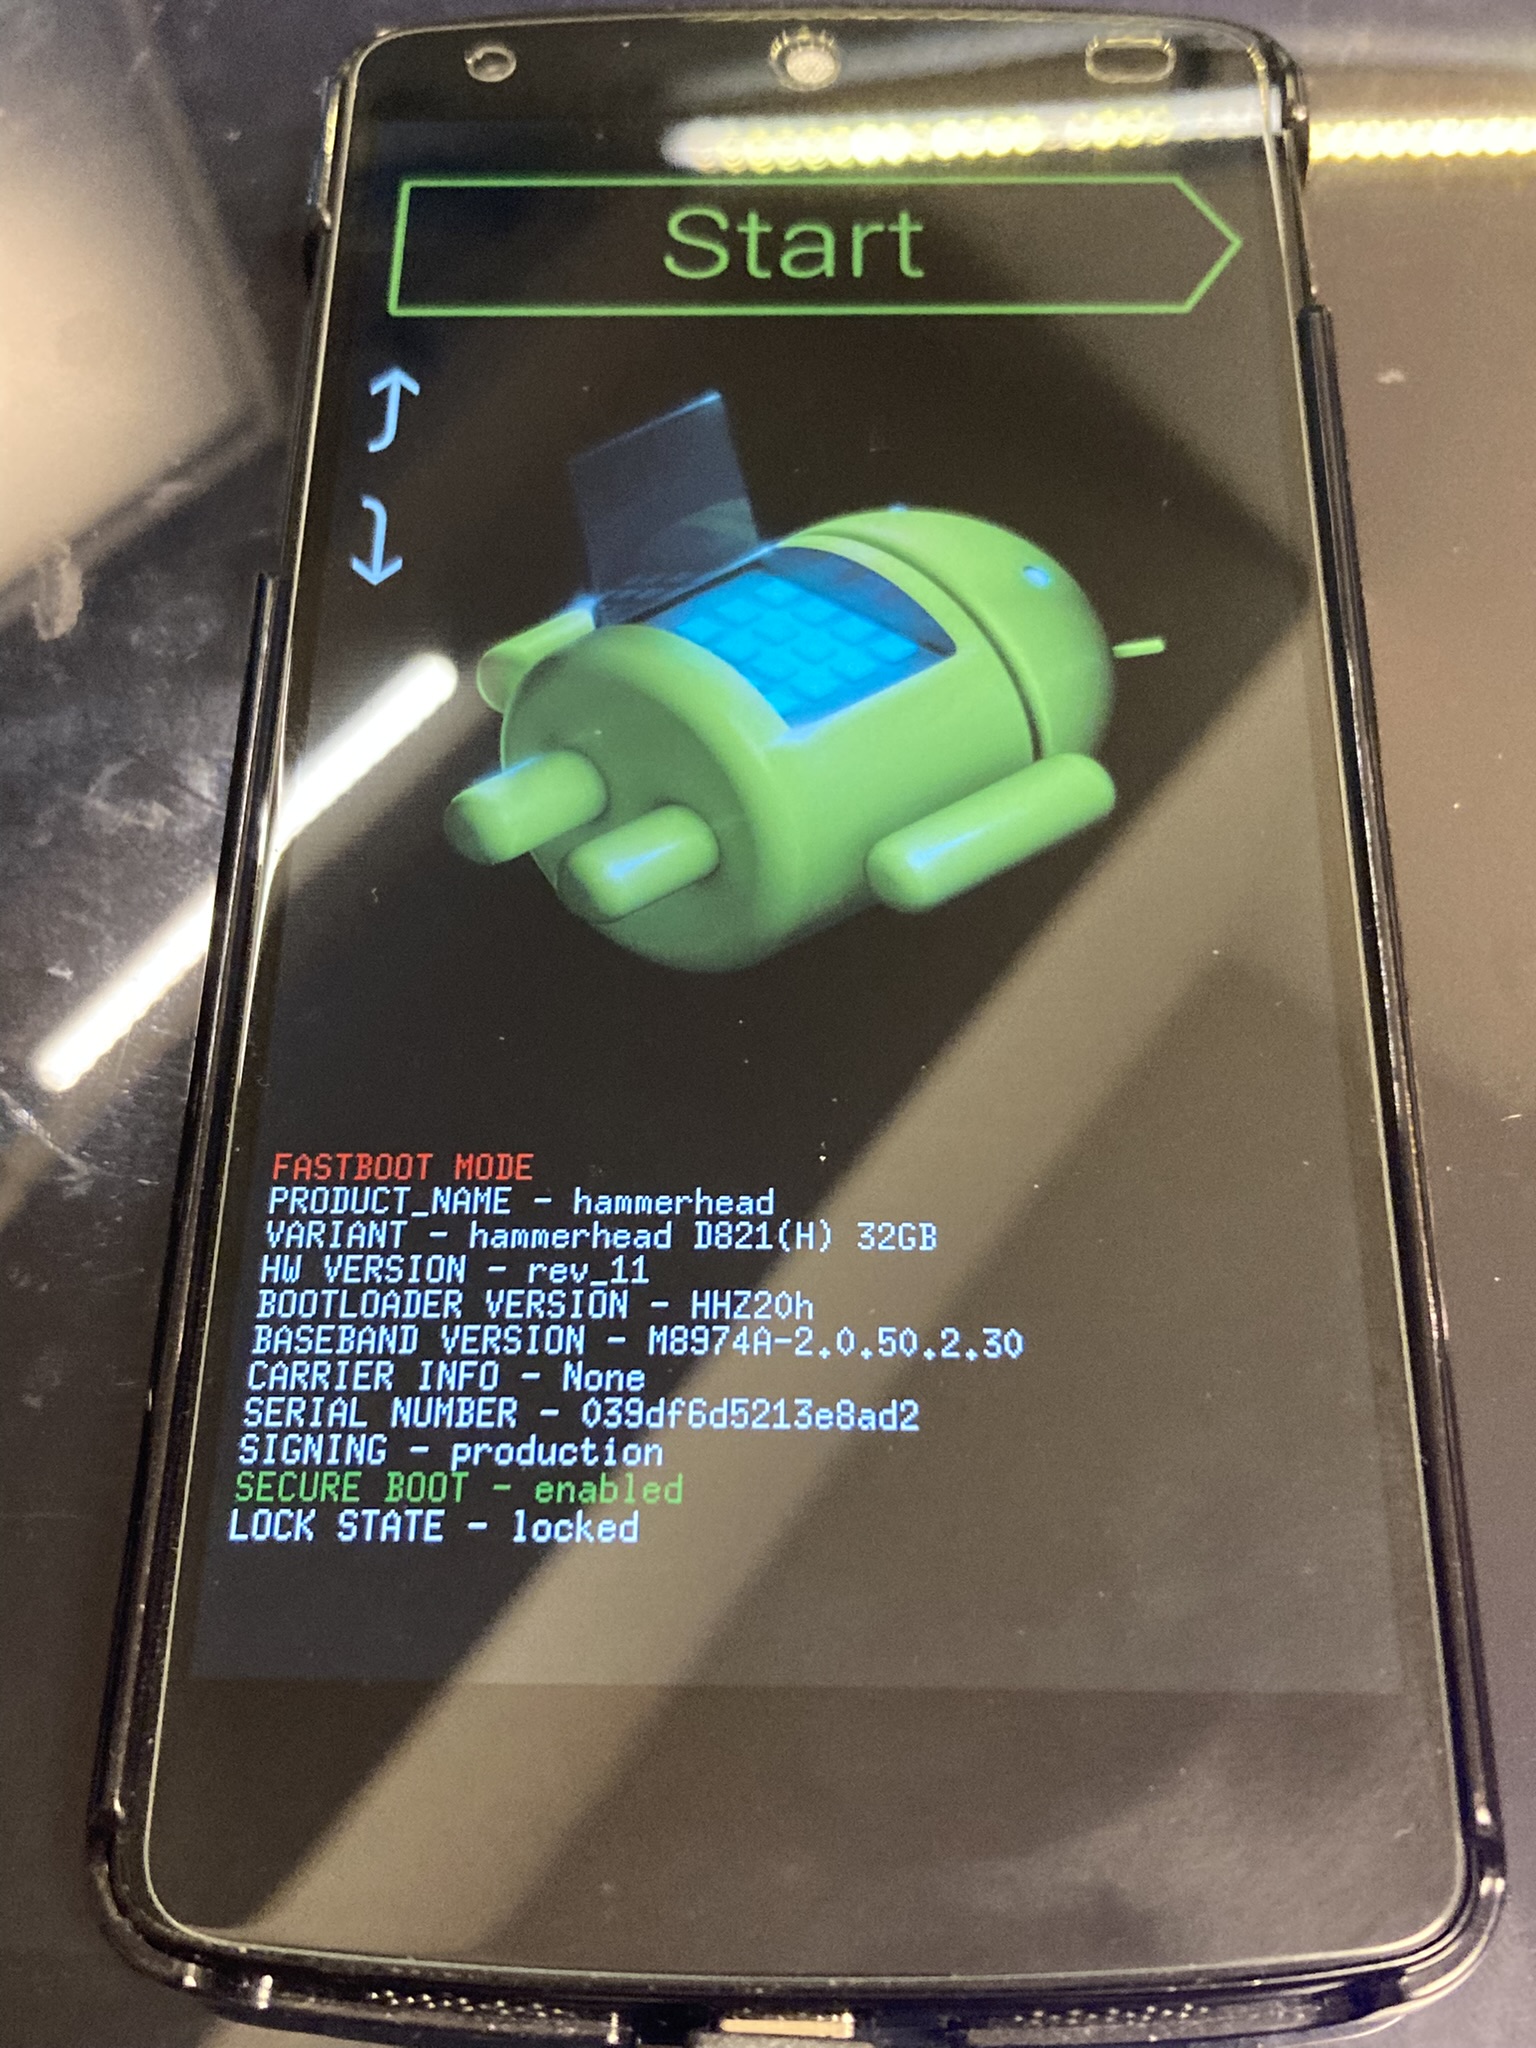 Start
FASTBOOT MODE
PRODUCT_NAME - hammerhead
VARIANT - hammerhead D821(H) 32GB
HW VERSION - rev_11
BOOTLOADER VERSION - HHZ20h
BASEBAND VERSION - M8974A-2.0.50.2.30
CARRIER INFO - None
SERIAL NUMBER - 039df6d5213e8ad2
SIGNING - production
SECURE BOOT - enabled
LOCK STATE - locked